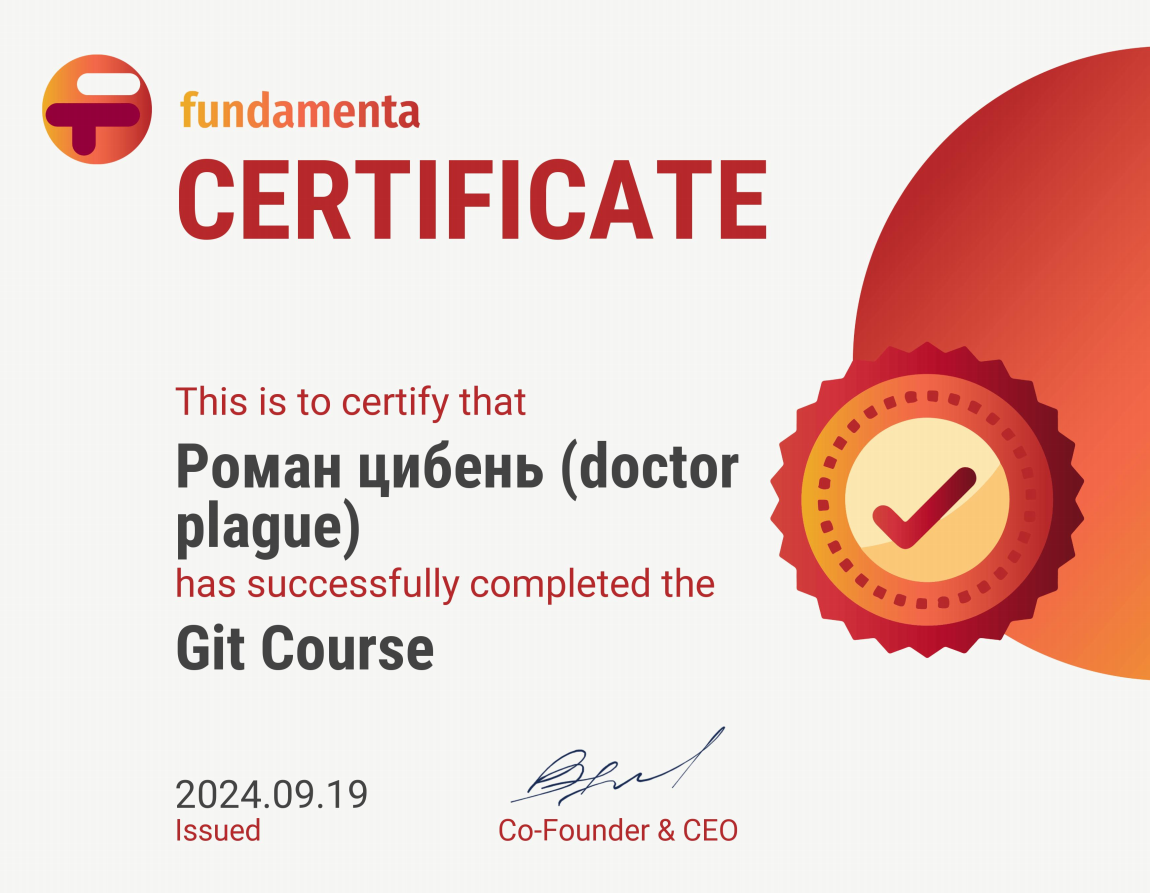 fundamenta
CERTIFICATE
This is to certify that
Роман цибень (doctor
plague)
has successfully completed the
Git Course
2024.09.19
Issued
Co-Founder & CEO